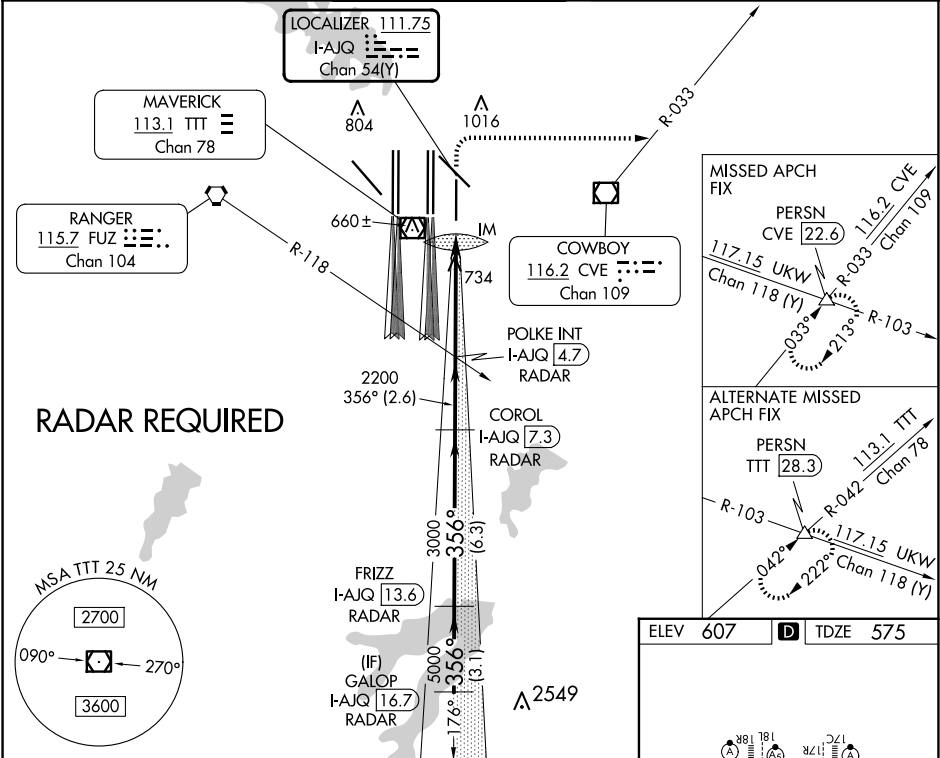 LOCALIZER 111.75
I-AJQ
Chan 54(Y)
MAVERICK
113.1 TTT
Chan 78
804
1016
R-033
RANGER
115.7 FUZ
Chan 104
660 ±
IM
R-118
734
COWBOY
116.2 CVE
Chan 109
POLKE INT
I-AJQ 4.7
RADAR
2200
356° (2.6)
COROL
I-AJQ 7.3
RADAR
RADAR REQUIRED
3000
356°
(6.3)
FRIZZ
I-AJQ 13.6
RADAR
5000
356°
(3.1)
(IF)
GALOP
I-AJQ 16.7
RADAR
176°
2549
MSA TTT 25 NM
2700
090°
270°
3600
MISSED APCH
FIX
PERSN
CVE 22.6
116.2 CVE
R-033 Chan 109
117.15 UKW
Chan 118 (Y)
R-103
033°
213°
ALTERNATE MISSED
APCH FIX
PERSN
TTT 28.3
113.1 TTT
R-042 Chan 78
R-103
117.15 UKW
Chan 118 (Y)
042°
222°
ELEV 607 D TDZE 575
18R
18L
17R
17C
A
A5
A